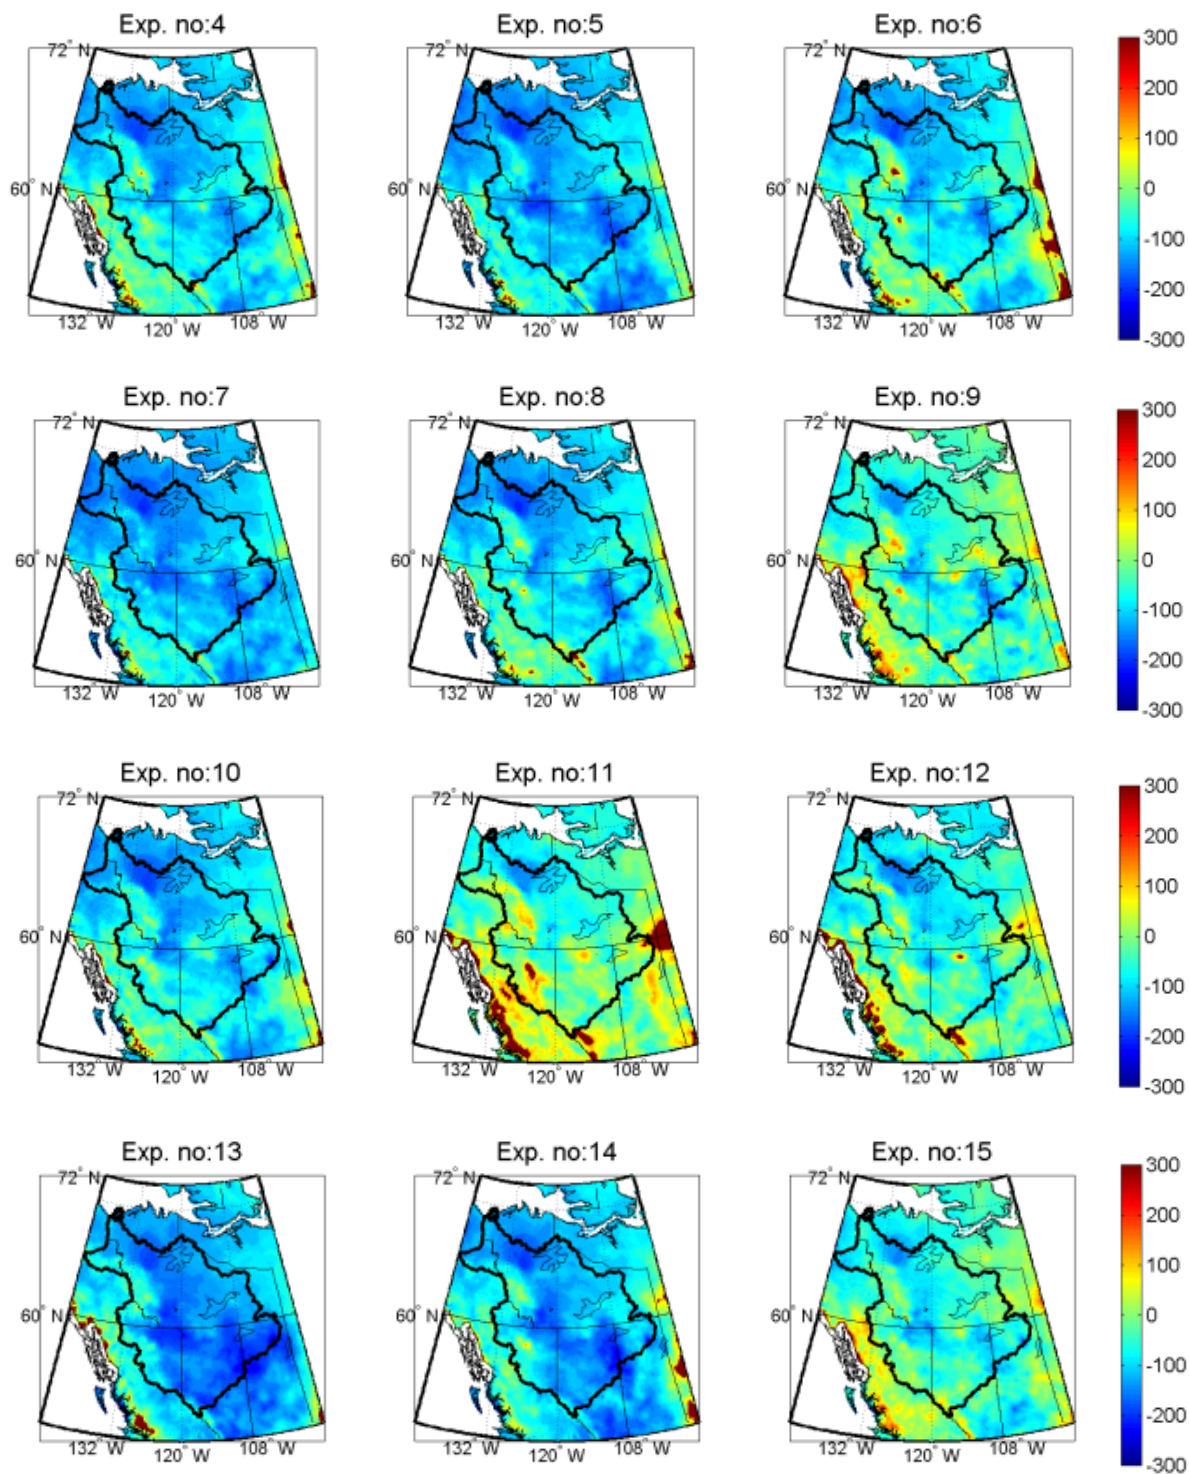 Exp. no:4 Exp. no:5 Exp. no:6
72° N 72° N 72° N 300
200
100
60° N 60° N 60° N 0
-100
-200
132° W 120° W 108° W 132° W 120° W 108° W 132° W 120° W 108° W -300
Exp. no:7 Exp. no:8 Exp. no:9
72° N 72° N 72° N 300
200
100
60° N 60° N 60° N 0
-100
-200
132° W 120° W 108° W 132° W 120° W 108° W 132° W 120° W 108° W -300
Exp. no:10 Exp. no:11 Exp. no:12
72° N 72° N 72° N 300
200
100
60° N 60° N 60° N 0
-100
-200
132° W 120° W 108° W 132° W 120° W 108° W 132° W 120° W 108° W -300
Exp. no:13 Exp. no:14 Exp. no:15
72° N 72° N 72° N 300
200
100
60° N 60° N 60° N 0
-100
-200
132° W 120° W 108° W 132° W 120° W 108° W 132° W 120° W 108° W -300